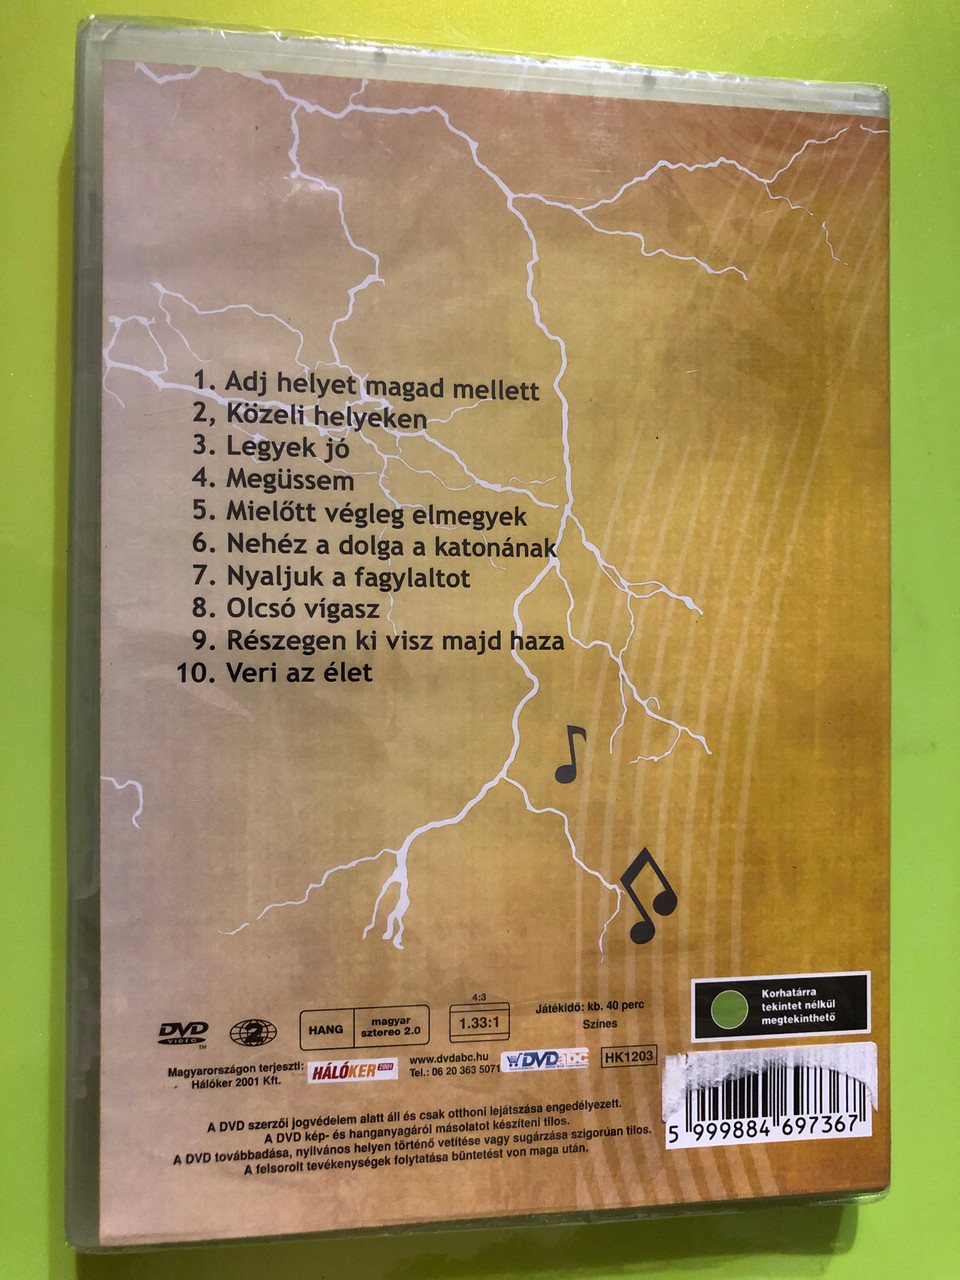 1. Adj helyet magad mellett
2, Közeli helyeken
3. Legyek jó
4. Megüssem
5. Mielőtt végleg elmegyek
6. Nehéz a dolga a katonának
7. Nyaljuk a fagylaltot
8. Olcsó vígasz
9. Részegen ki visz majd haza
10. Veri az élet
DVD
VIDEO
TM
2
HANG
magyar
sztereo 2.0
4:3
1.33:1
Játékidő: kb. 40 perc
Színes
Korhatárra
tekintet nélkül
megtekinthető
Magyarországon terjeszti:
Hálóker 2001 Kft.
HÁLÓKER 2001
www.dvdabc.hu
Tel.: 06 20 363 5071
DVDabc
HK1203
A DVD szerzői jogvédelem alatt áll és csak otthoni lejátszása engedélyezett.
A DVD kép- és hanganyagáról másolatot készíteni tilos.
A DVD továbbadása, nyilvános helyen történő vetítése vagy sugárzása szigorúan tilos.
A felsorolt tevékenységek folytatása büntetést von maga után.
5 999884 697367